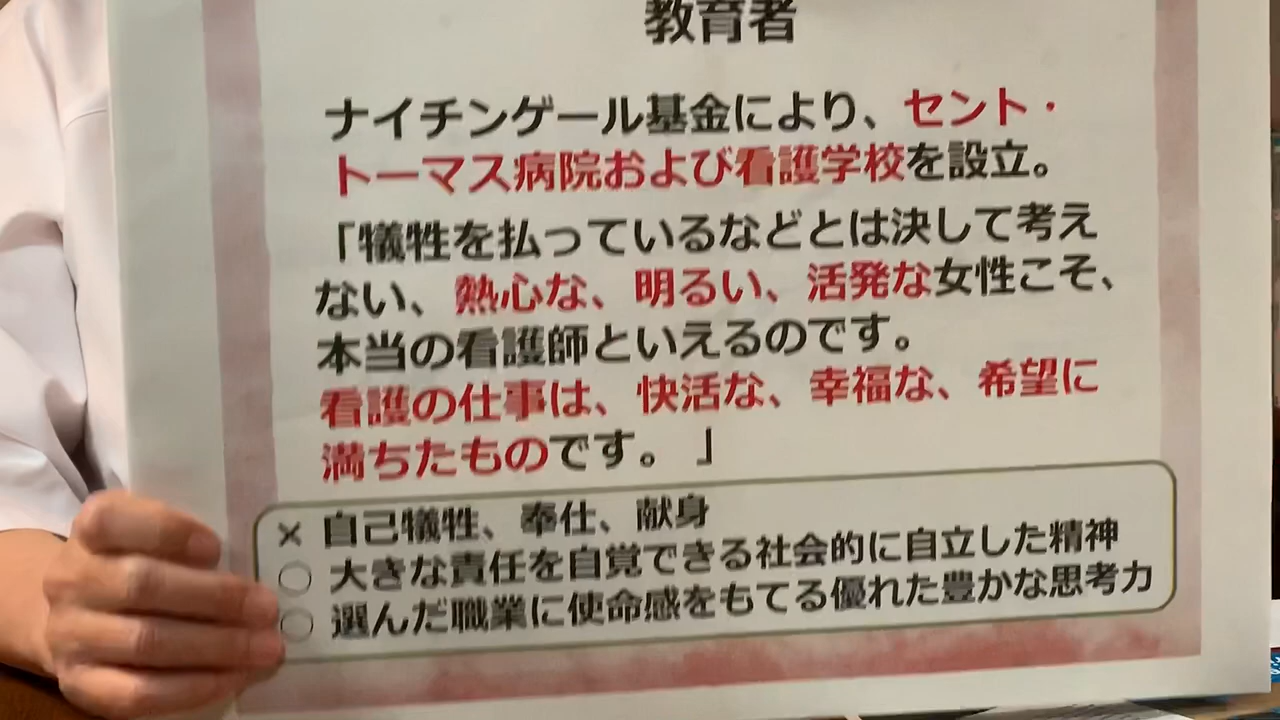 教育者
ナイチンゲール基金により、セント・
トーマス病院および看護学校を設立。
「犠牲を払っているなどとは決して考え
ない、熱心な、明るい、活発な女性こそ、
本当の看護師といえるのです。
看護の仕事は、快活な、幸福な、希望に
満ちたものです。」
× 自己犠牲、奉仕、献身
○ 大きな責任を自覚できる社会的に自立した精神
○ 選んだ職業に使命感をもてる優れた豊かな思考力